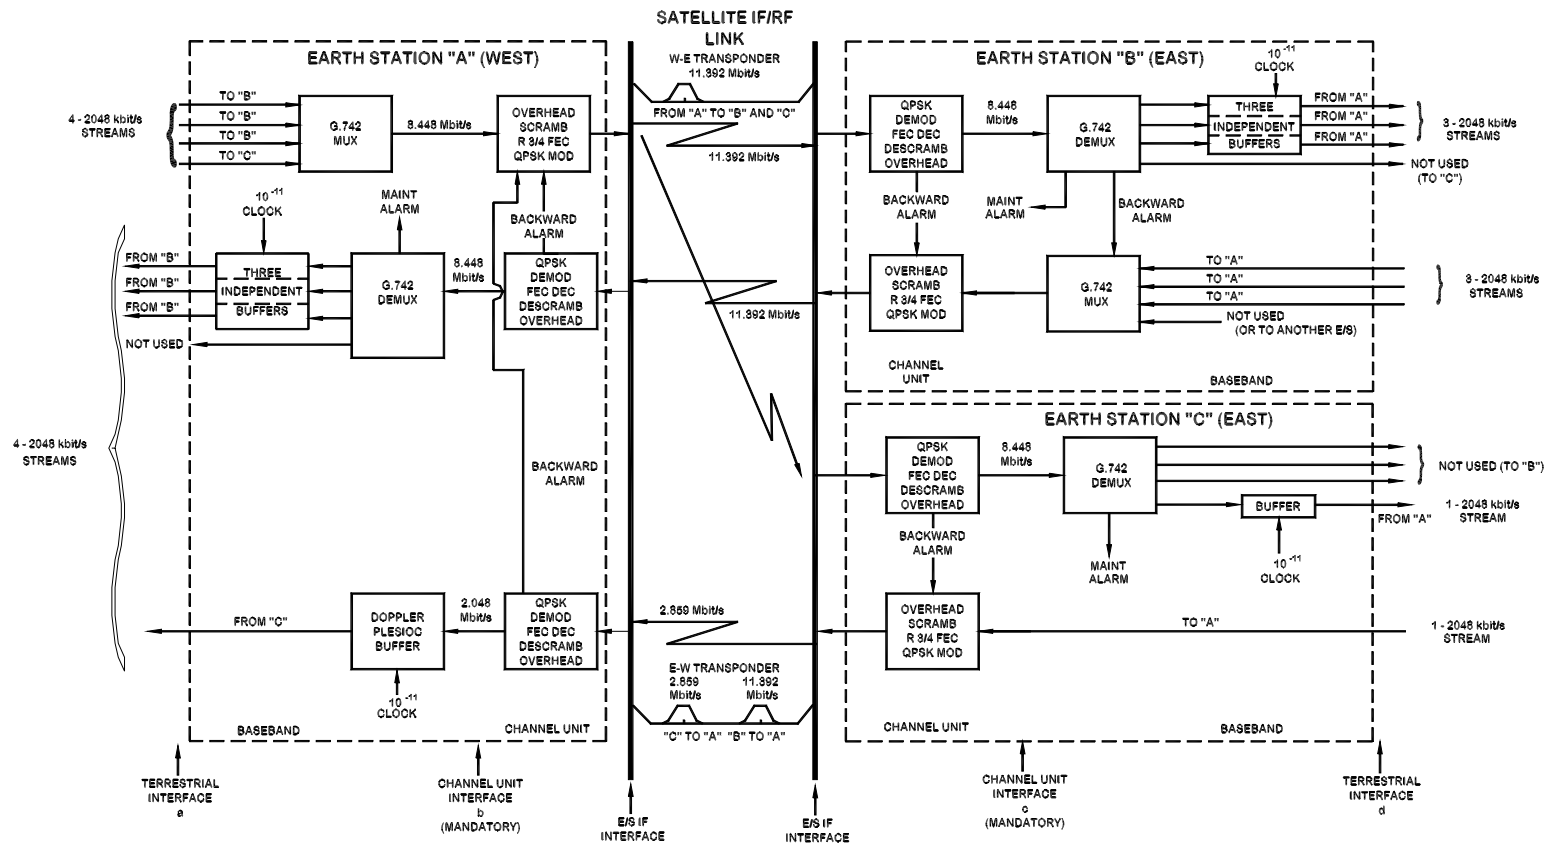 SATELLITE IF/RF
LINK
W-E TRANSPONDER
11.392 Mbit/s
FROM "A" TO "B" AND "C"
11.392 Mbit/s
11.392 Mbit/s
2.859 Mbit/s
E-W TRANSPONDER
2.859 Mbit/s
11.392 Mbit/s
"C" TO "A" "B" TO "A"
EARTH STATION "A" (WEST)
4 - 2048 kbit/s
STREAMS
TO "B"
TO "B"
TO "B"
TO "C"
G.742
MUX
8.448 Mbit/s
OVERHEAD
SCRAMB
R 3/4 FEC
QPSK MOD
10 -11
CLOCK
MAINT
ALARM
BACKWARD
ALARM
FROM "B"
FROM "B"
FROM "B"
NOT USED
THREE
INDEPENDENT
BUFFERS
G.742
DEMUX
8.448
Mbit/s
QPSK
DEMOD
FEC DEC
DESCRAMB
OVERHEAD
4 - 2048 kbit/s
STREAMS
BACKWARD
ALARM
FROM "C"
DOPPLER
PLESIOC
BUFFER
2.048
Mbit/s
QPSK
DEMOD
FEC DEC
DESCRAMB
OVERHEAD
10 -11
CLOCK
BASEBAND
CHANNEL UNIT
EARTH STATION "B" (EAST)
10 -11
CLOCK
QPSK
DEMOD
FEC DEC
DESCRAMB
OVERHEAD
8.448
Mbit/s
G.742
DEMUX
THREE
INDEPENDENT
BUFFERS
FROM "A"
FROM "A"
FROM "A"
3 - 2048 kbit/s
STREAMS
NOT USED
(TO "C")
BACKWARD
ALARM
MAINT
ALARM
BACKWARD
ALARM
OVERHEAD
SCRAMB
R 3/4 FEC
QPSK MOD
G.742
MUX
TO "A"
TO "A"
TO "A"
NOT USED
(OR TO ANOTHER E/S)
3 - 2048 kbit/s
STREAMS
CHANNEL
UNIT
BASEBAND
EARTH STATION "C" (EAST)
QPSK
DEMOD
FEC DEC
DESCRAMB
OVERHEAD
8.448
Mbit/s
G.742
DEMUX
NOT USED (TO "B")
BUFFER
FROM "A"
1 - 2048 kbit/s
STREAM
BACKWARD
ALARM
MAINT
ALARM
10 -11
CLOCK
OVERHEAD
SCRAMB
R 3/4 FEC
QPSK MOD
TO "A"
1 - 2048 kbit/s
STREAM
CHANNEL UNIT
BASEBAND
TERRESTRIAL
INTERFACE
a
CHANNEL UNIT
INTERFACE
b
(MANDATORY)
E/S IF
INTERFACE
E/S IF
INTERFACE
CHANNEL UNIT
INTERFACE
c
(MANDATORY)
TERRESTRIAL
INTERFACE
d